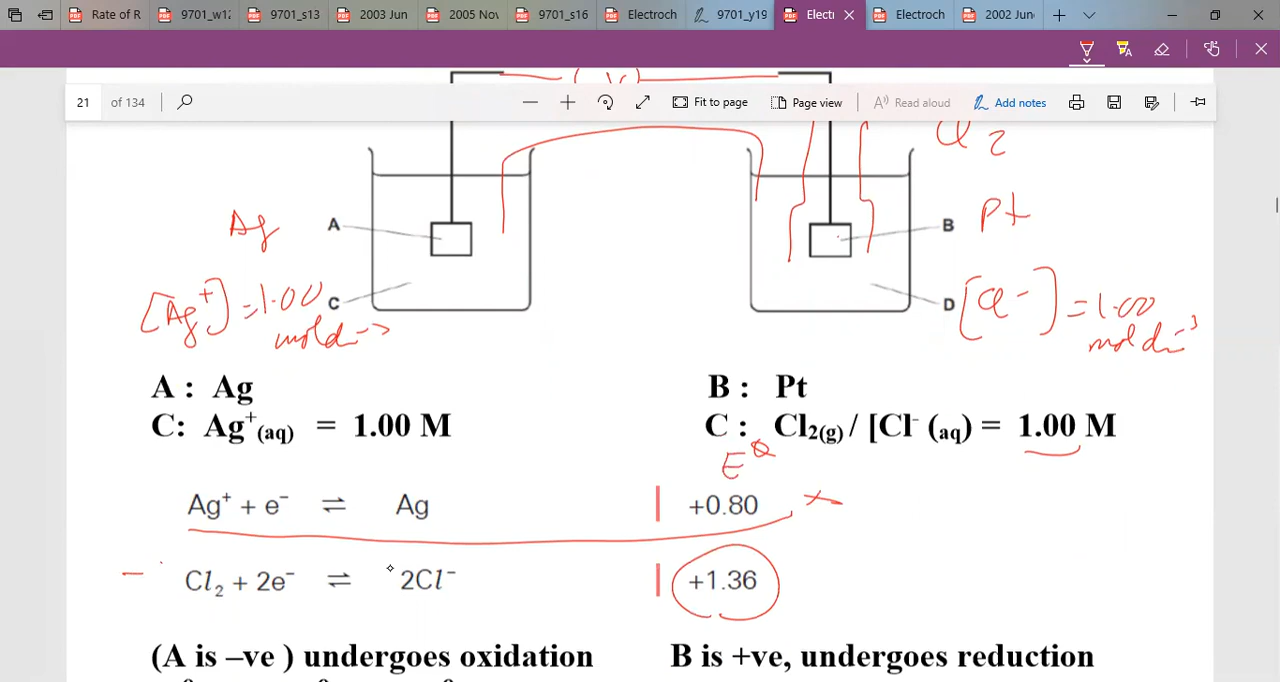 Rate of R 9701_w12 9701_s13 2003 Jun 2005 Nov 9701_s16 Electroch 9701_y19 Electr Electroch 2002 Jun
21 of 134 Fit to page Page view Read aloud Add notes
Cl2
Ag A B Pt
[Ag+] = 1.00 C D [Cl-] = 1.00
mol dm-3 mol dm-3
A : Ag B : Pt
C: Ag+(aq) = 1.00 M C : Cl2(g) / [Cl- (aq) = 1.00 M
E⦵
Ag+ + e− ⇌ Ag +0.80
Cl2 + 2e− ⇌ 2Cl− +1.36
(A is –ve ) undergoes oxidation B is +ve, undergoes reduction